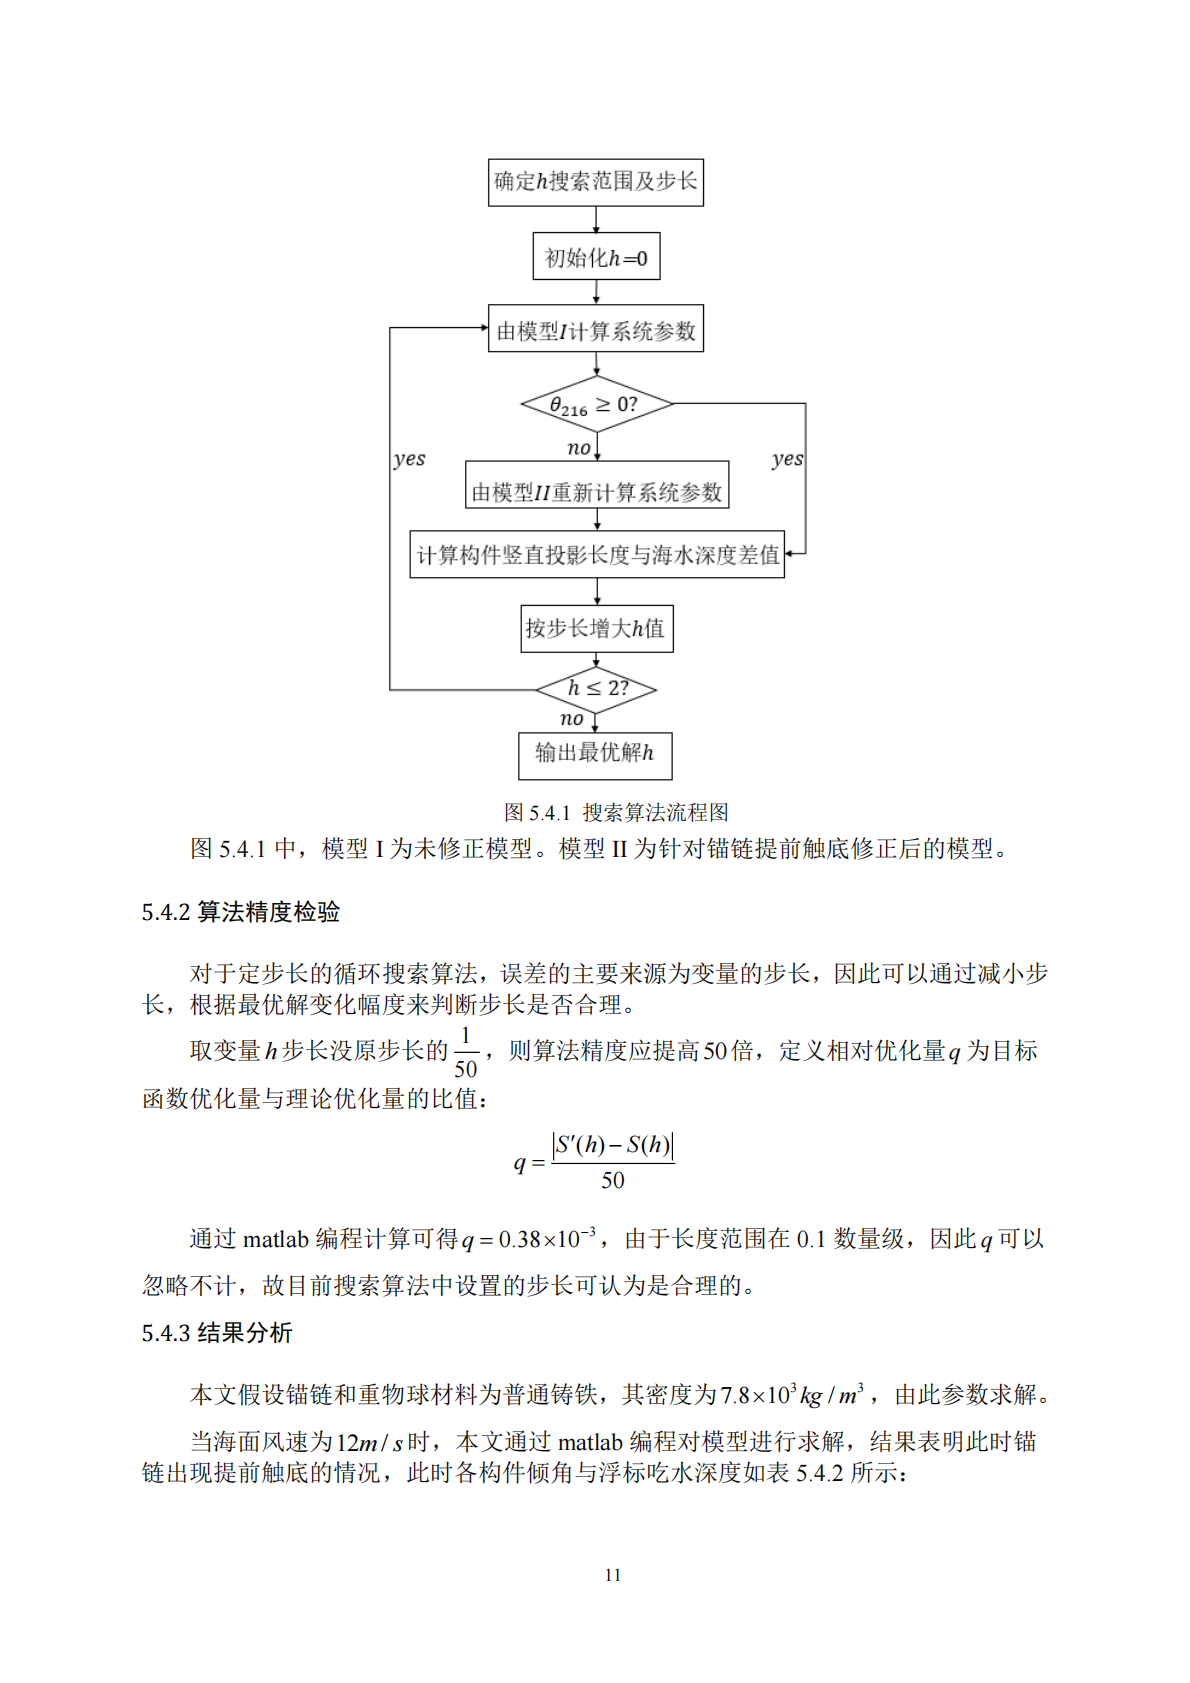 确定h搜索范围及步长
初始化h=0
由模型I计算系统参数
θ₂₁₆ ≥ 0?
no
yes
yes
由模型II重新计算系统参数
计算构件竖直投影长度与海水深度差值
按步长增大h值
h ≤ 2?
no
输出最优解h
图 5.4.1 搜索算法流程图
图 5.4.1 中，模型 I 为未修正模型。模型 II 为针对锚链提前触底修正后的模型。
5.4.2 算法精度检验
对于定步长的循环搜索算法，误差的主要来源为变量的步长，因此可以通过减小步
长，根据最优解变化幅度来判断步长是否合理。
取变量 h 步长没原步长的 1/50，则算法精度应提高50倍，定义相对优化量 q 为目标
函数优化量与理论优化量的比值：
q = |S′(h) − S(h)| / 50
通过 matlab 编程计算可得 q = 0.38×10⁻³，由于长度范围在 0.1 数量级，因此 q 可以
忽略不计，故目前搜索算法中设置的步长可认为是合理的。
5.4.3 结果分析
本文假设锚链和重物球材料为普通铸铁，其密度为 7.8×10³kg / m³，由此参数求解。
当海面风速为12m / s 时，本文通过 matlab 编程对模型进行求解，结果表明此时锚
链出现提前触底的情况，此时各构件倾角与浮标吃水深度如表 5.4.2 所示：
11